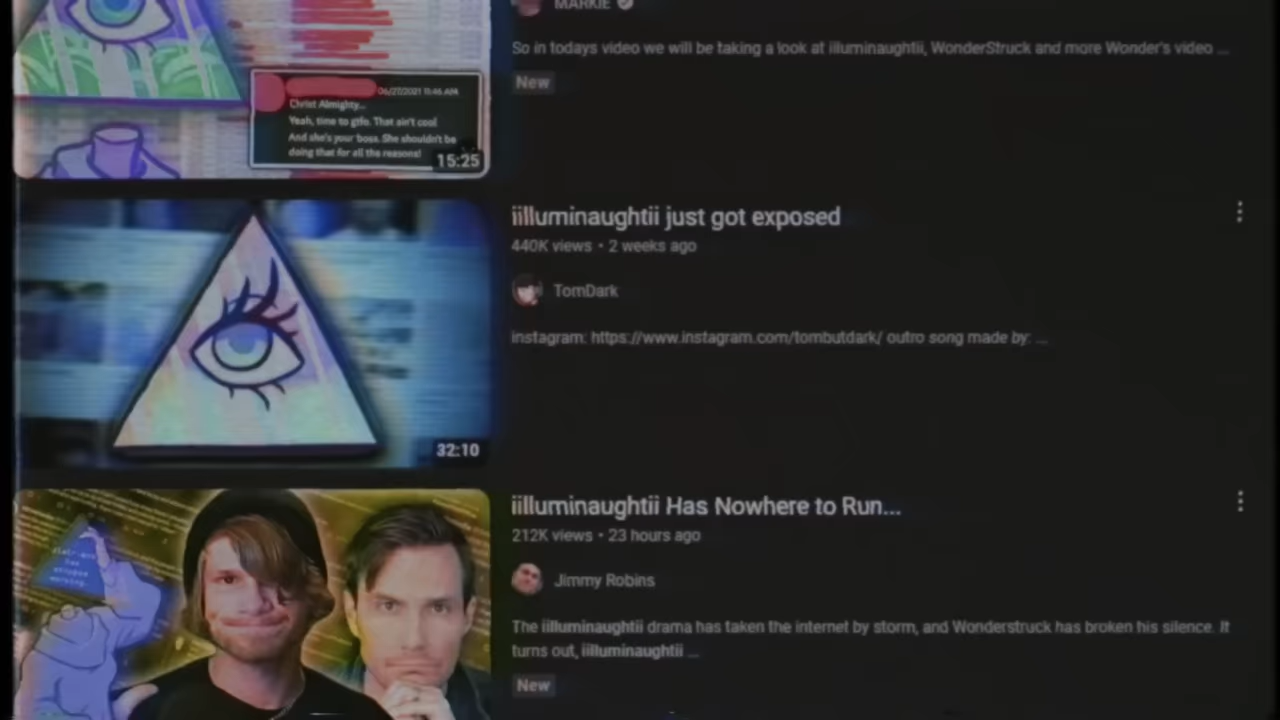 MARKIE
So in todays video we will be taking a look at iilluminaughtii, WonderStruck and more Wonder's video ...
New
06/27/2021 11:46 AM
Christ Almighty...
Yeah, time to gtfo. That ain't cool
And she's your boss. She shouldn't be
doing that for all the reasons!
15:25
iilluminaughtii just got exposed
440K views • 2 weeks ago
TomDark
instagram: https://www.instagram.com/tombutdark/ outro song made by: ...
32:10
iilluminaughtii Has Nowhere to Run...
212K views • 23 hours ago
Jimmy Robins
The iilluminaughtii drama has taken the internet by storm, and Wonderstruck has broken his silence. It
turns out, iilluminaughtii ...
New